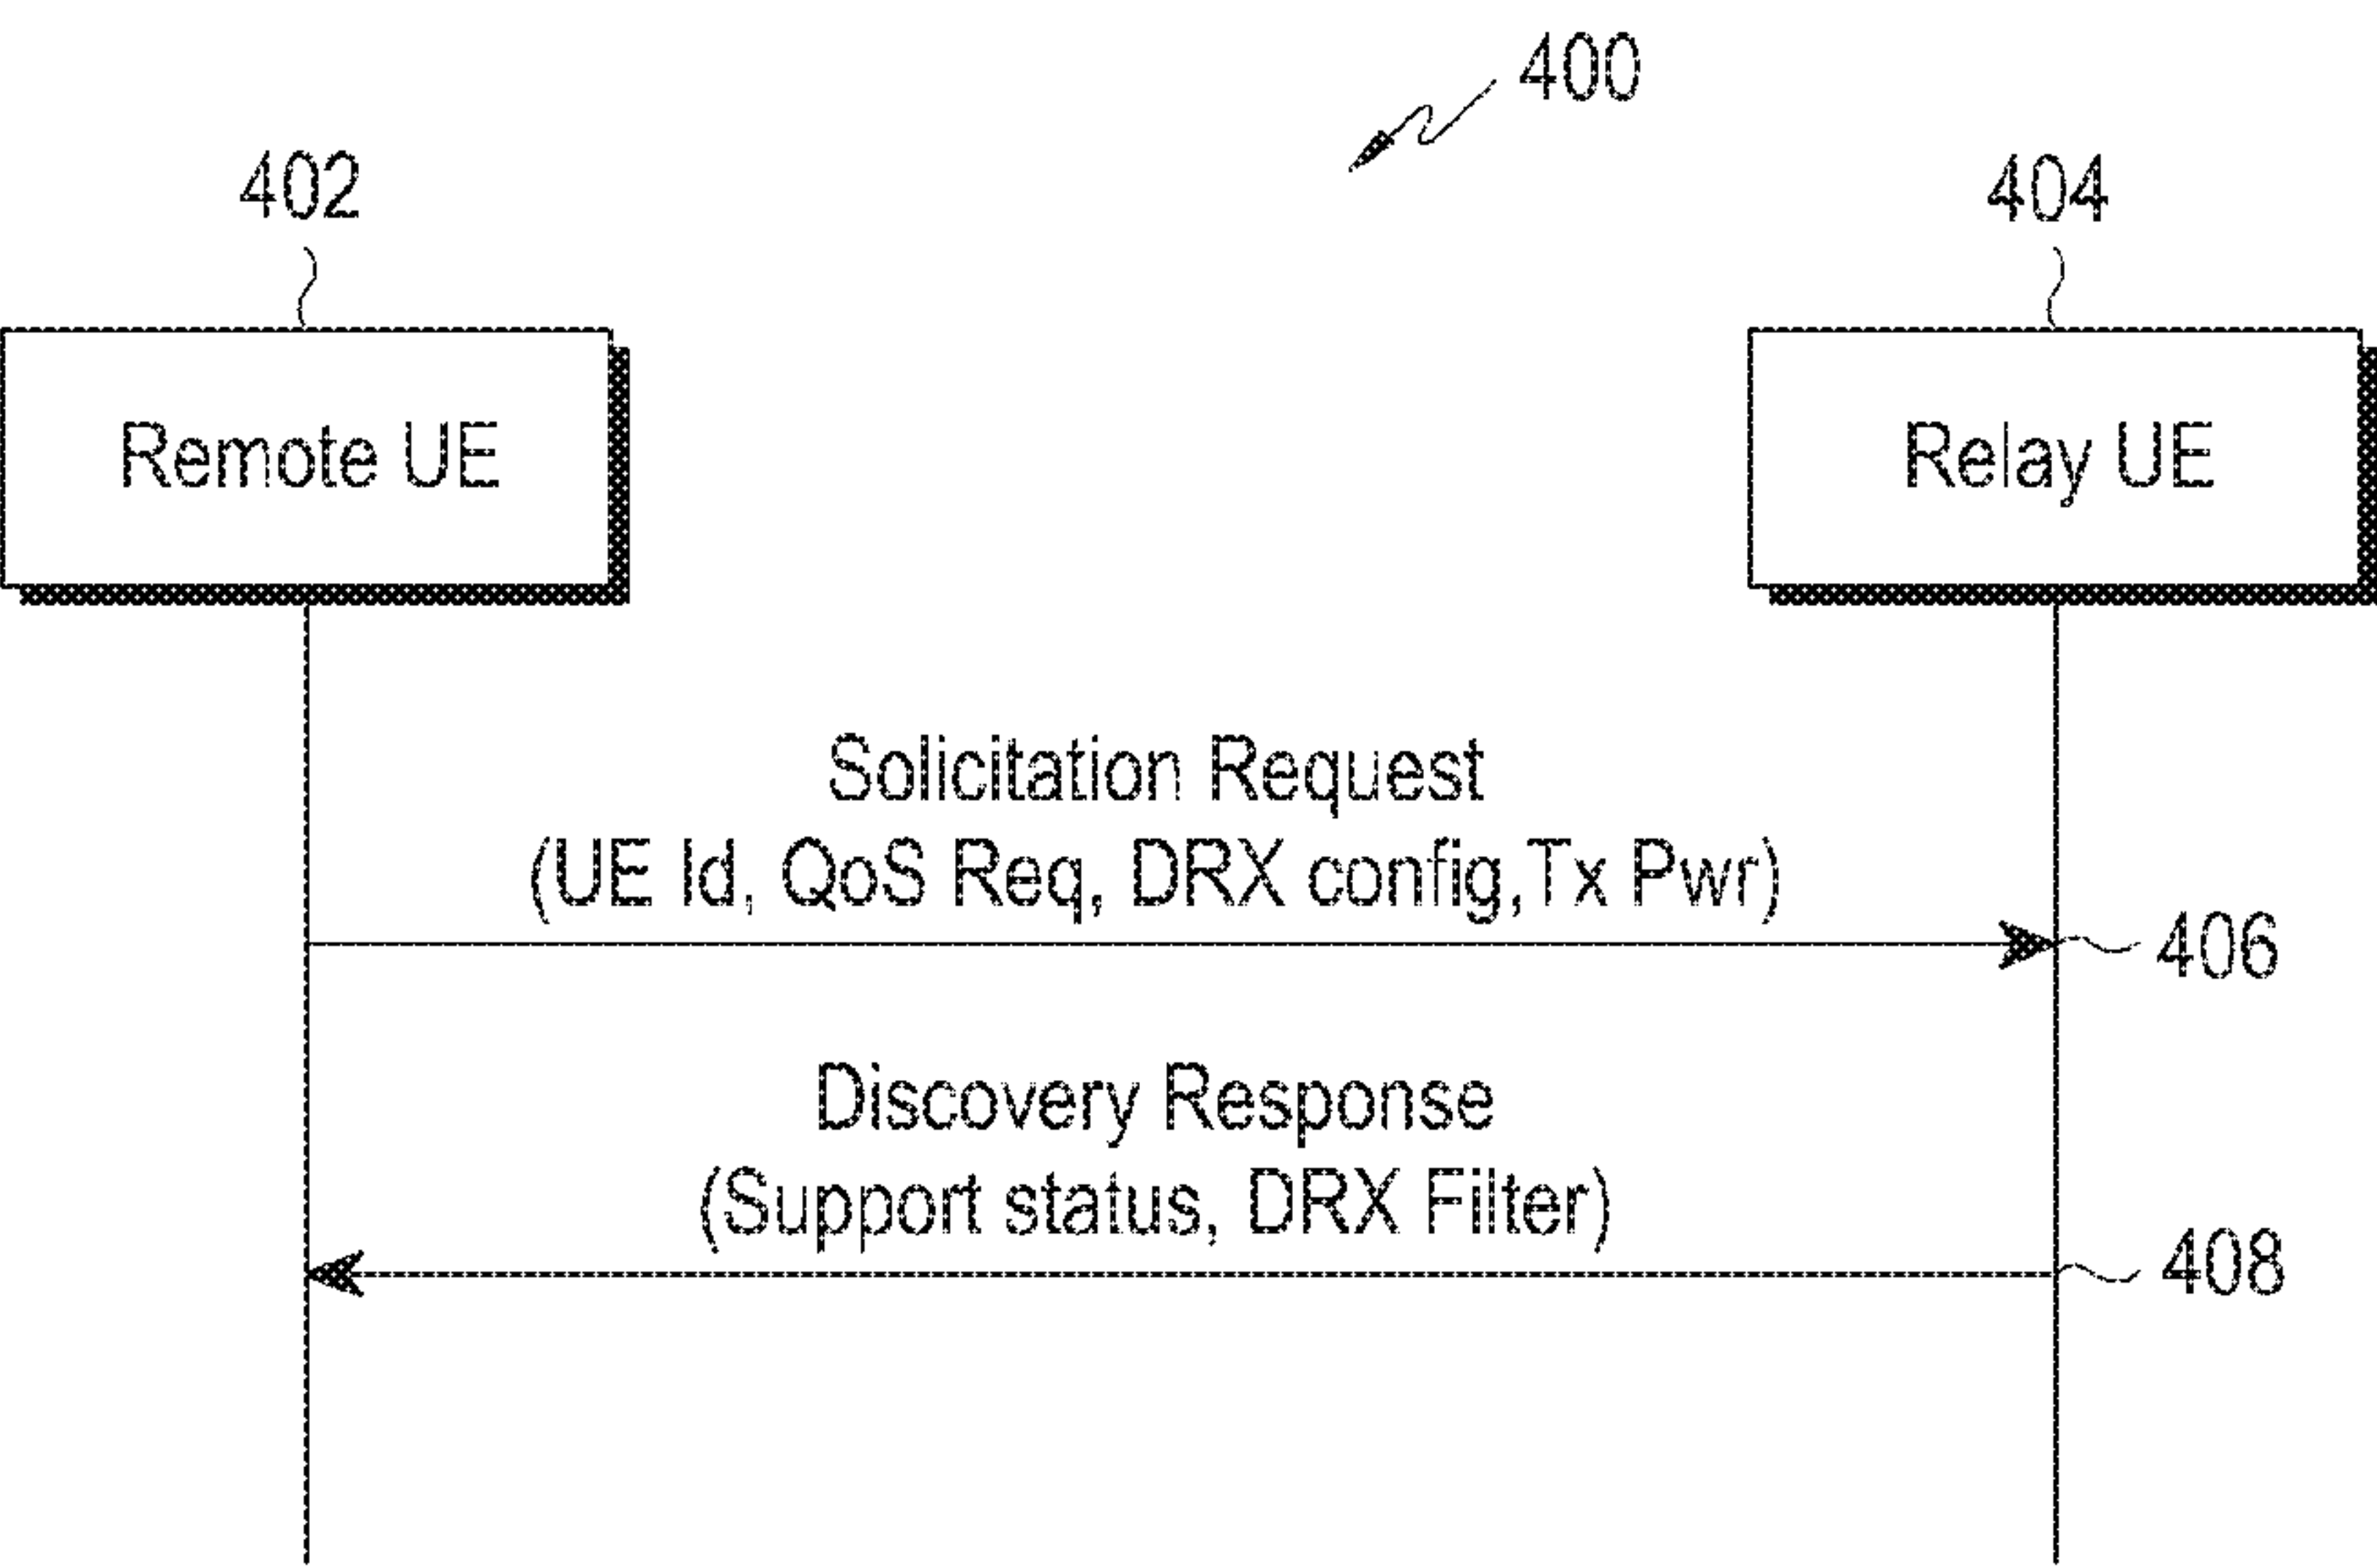 400
402
404
Remote UE
Relay UE
Solicitation Request
(UE Id, QoS Req, DRX config,Tx Pwr)
406
Discovery Response
(Support status, DRX Filter)
408